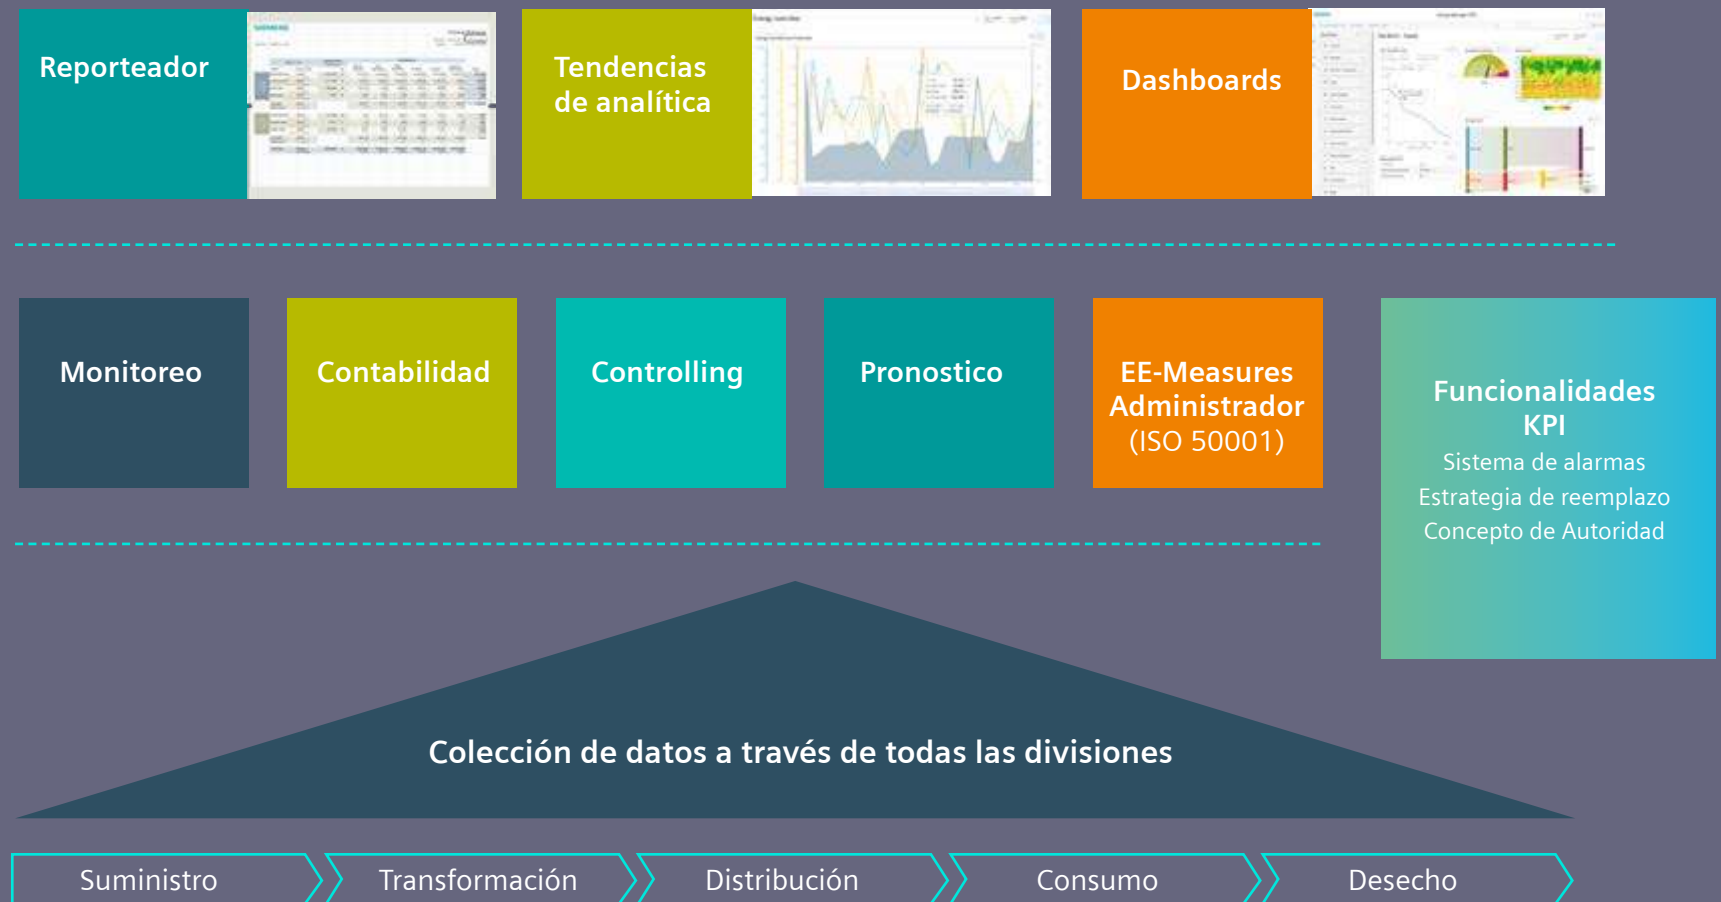 Reporteador
Tendencias
de analítica
Dashboards
Monitoreo
Contabilidad
Controlling
Pronostico
EE-Measures
Administrador
(ISO 50001)
Funcionalidades
KPI
Sistema de alarmas
Estrategia de reemplazo
Concepto de Autoridad
Colección de datos a través de todas las divisiones
Suministro
Transformación
Distribución
Consumo
Desecho